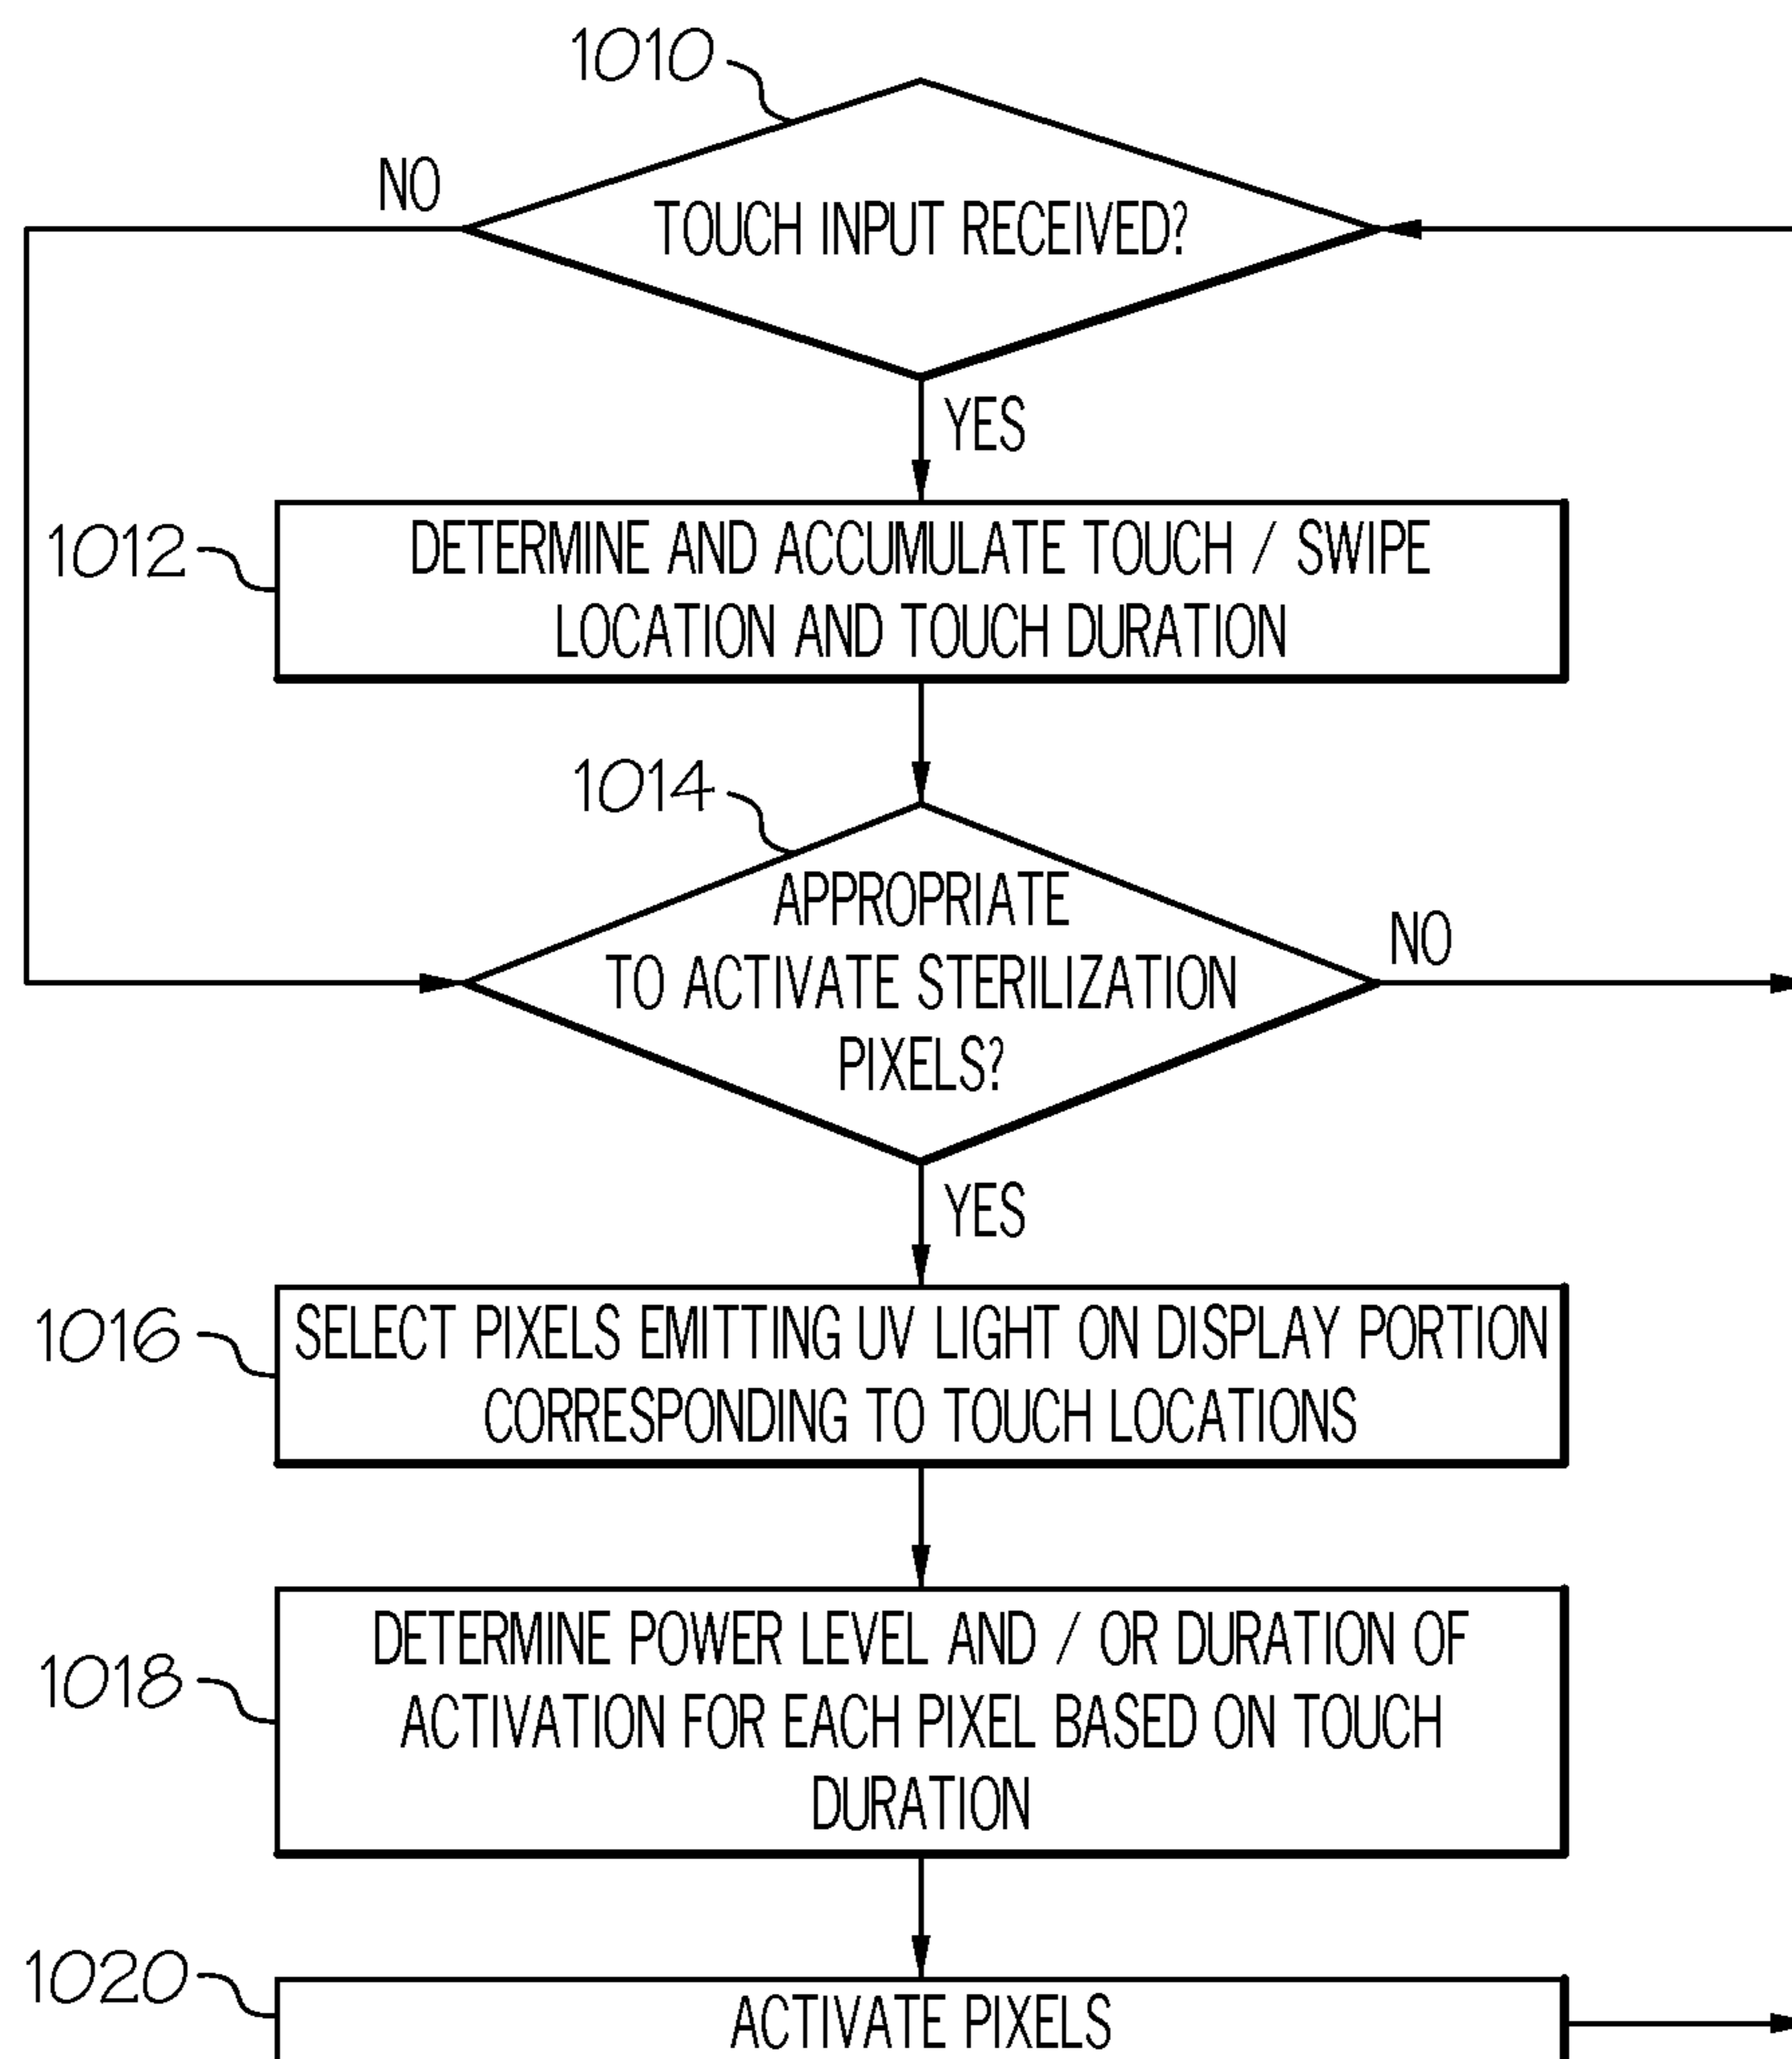 1010
NO
TOUCH INPUT RECEIVED?
YES
1012
DETERMINE AND ACCUMULATE TOUCH / SWIPE
LOCATION AND TOUCH DURATION
1014
APPROPRIATE
TO ACTIVATE STERILIZATION
PIXELS?
NO
YES
1016
SELECT PIXELS EMITTING UV LIGHT ON DISPLAY PORTION
CORRESPONDING TO TOUCH LOCATIONS
1018
DETERMINE POWER LEVEL AND / OR DURATION OF
ACTIVATION FOR EACH PIXEL BASED ON TOUCH
DURATION
1020
ACTIVATE PIXELS